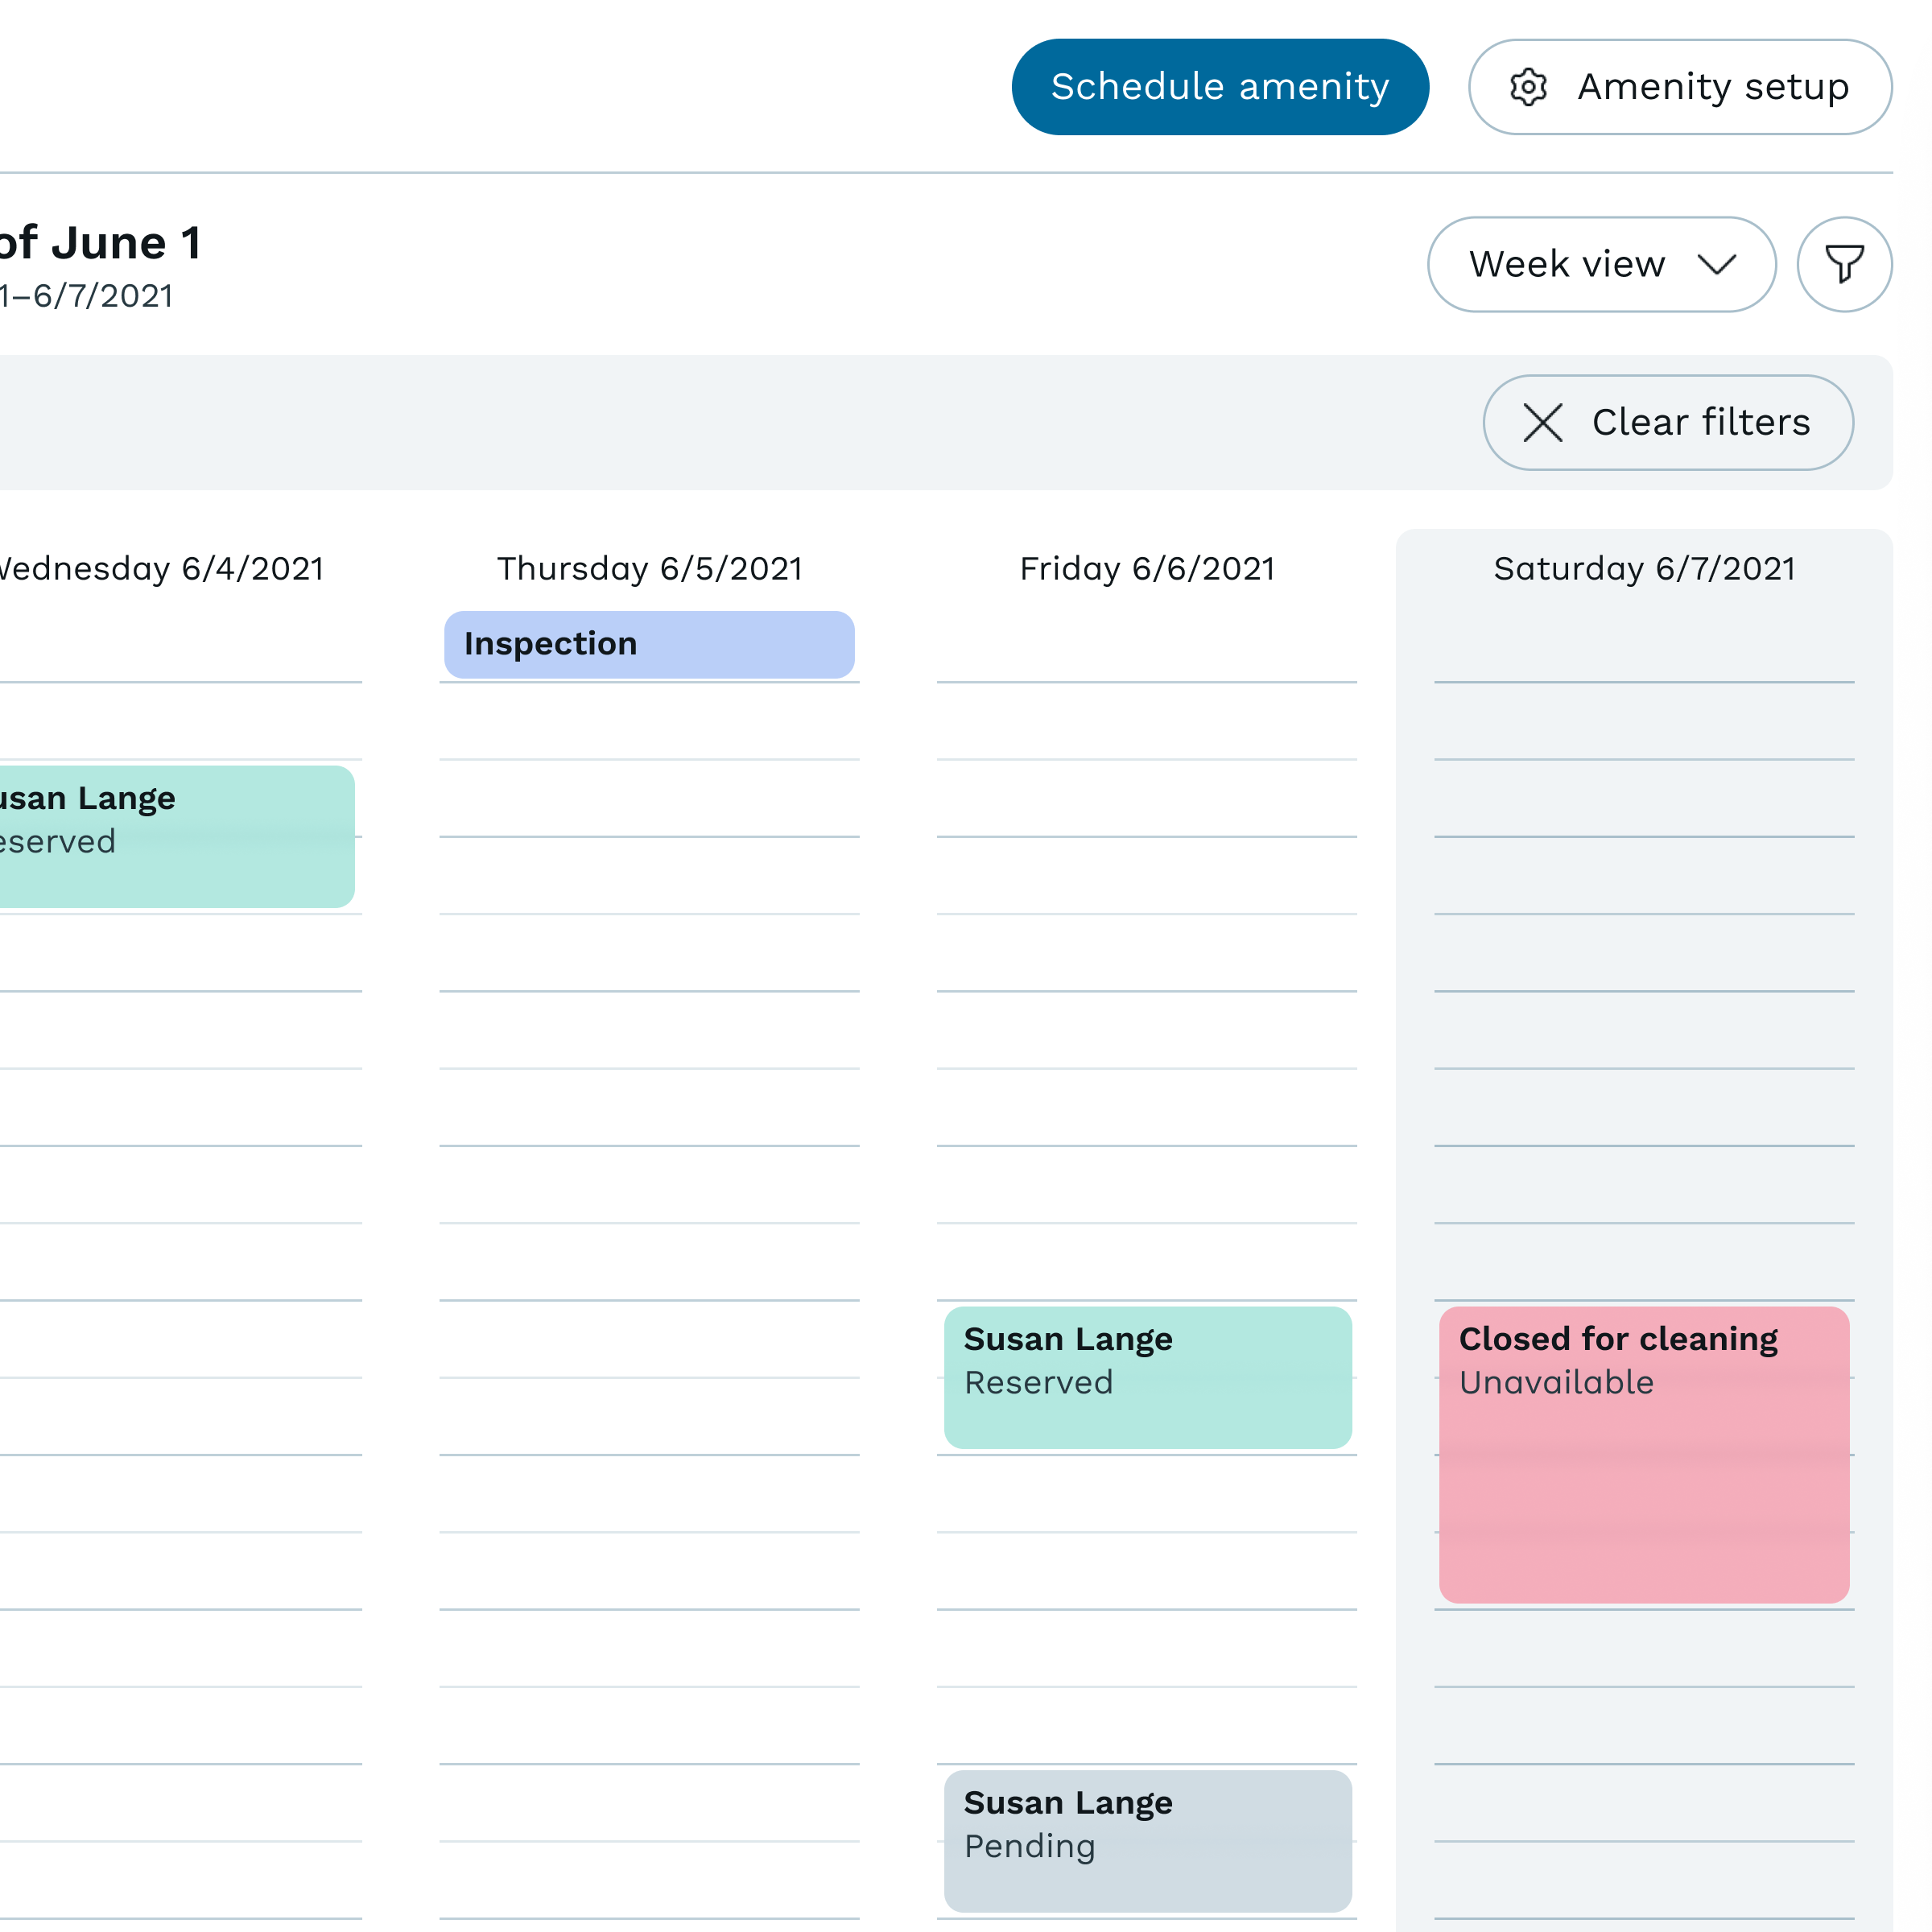 Schedule amenity
Amenity setup
of June 1
1–6/7/2021
Week view
Clear filters
Wednesday 6/4/2021
Thursday 6/5/2021
Friday 6/6/2021
Saturday 6/7/2021
Inspection
usan Lange
eserved
Susan Lange
Reserved
Closed for cleaning
Unavailable
Susan Lange
Pending